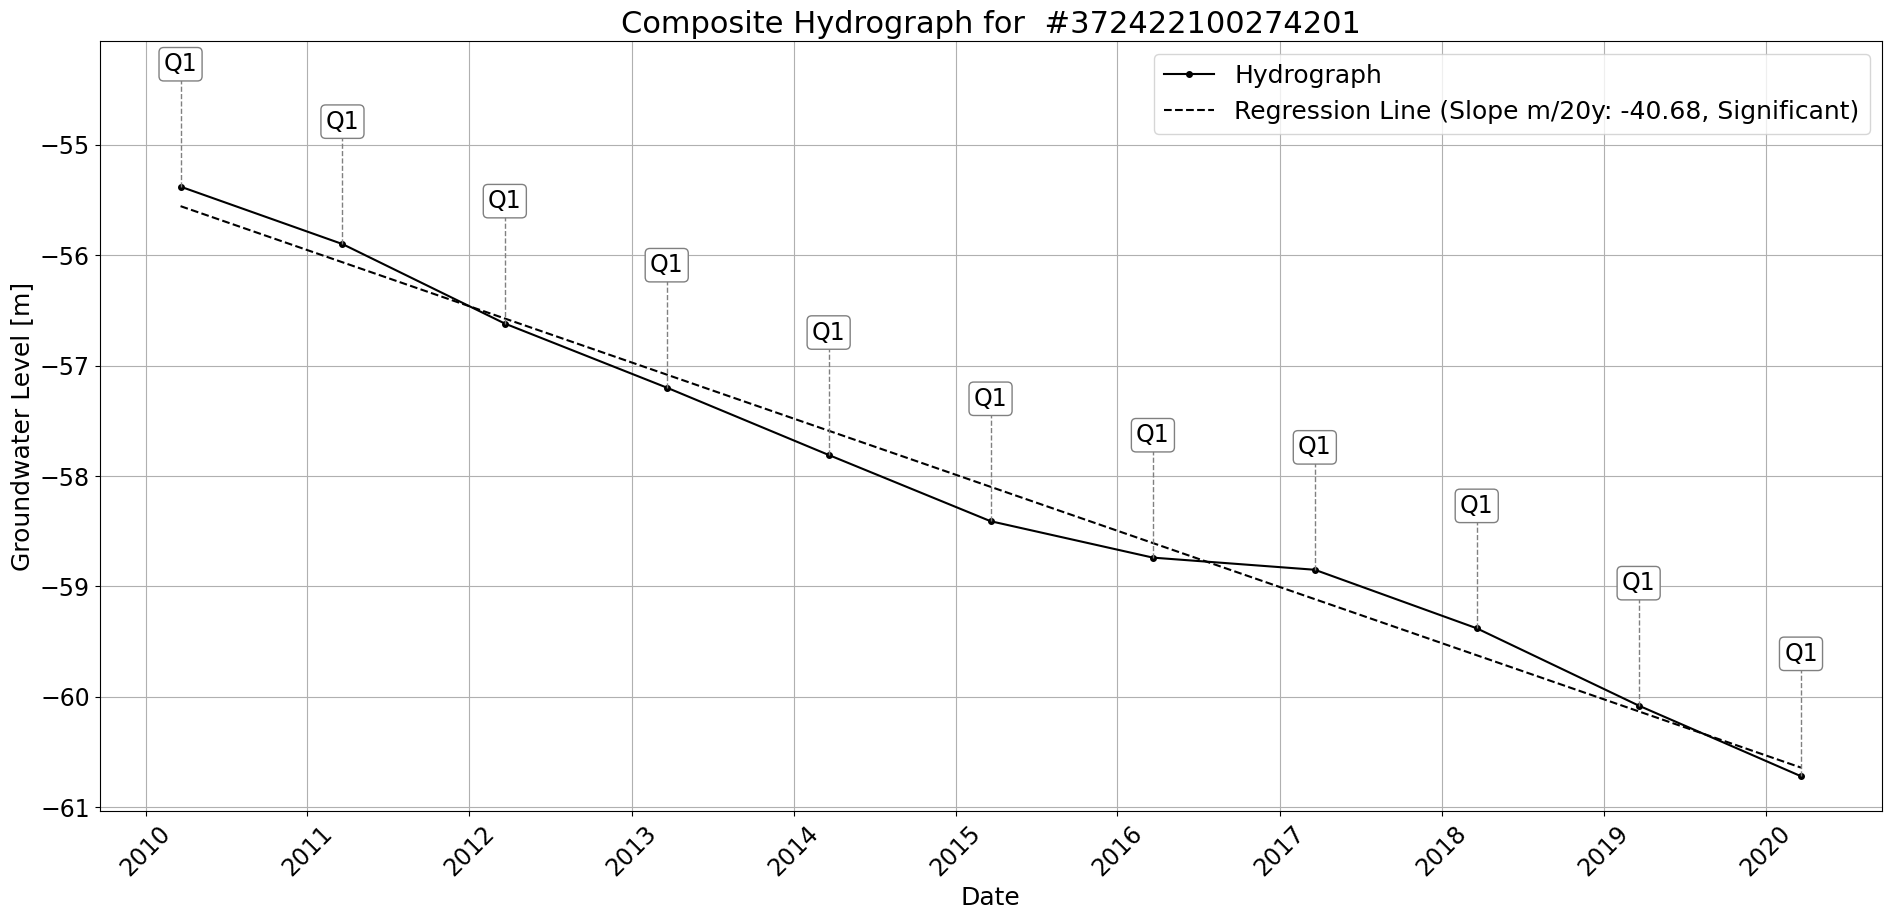 Composite Hydrograph for  #372422100274201
Hydrograph
Regression Line (Slope m/20y: -40.68, Significant)
Q1
Q1
Q1
Q1
Q1
Q1
Q1
Q1
Q1
Q1
Q1
Groundwater Level [m]
−55
−56
−57
−58
−59
−60
−61
2010
2011
2012
2013
2014
2015
2016
2017
2018
2019
2020
Date